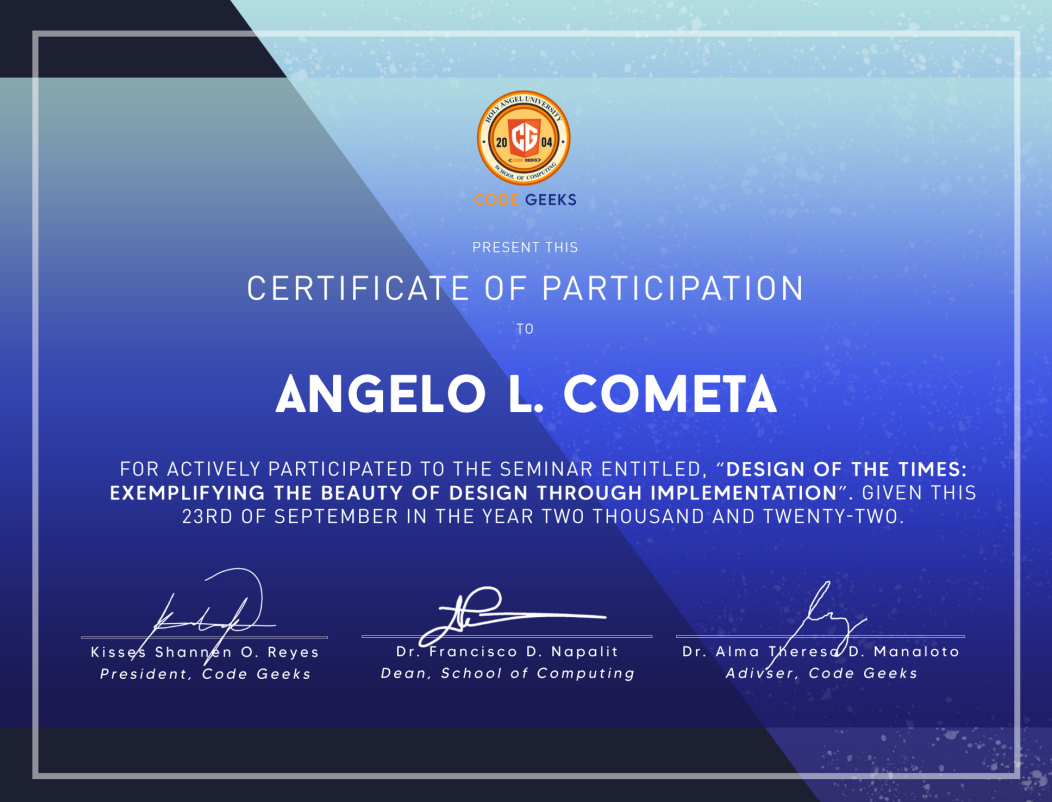 HOLY ANGEL UNIVERSITY
CG
20 04
<CODE GEEKS>
SCHOOL OF COMPUTING
CODE GEEKS
PRESENT THIS
CERTIFICATE OF PARTICIPATION
TO
ANGELO L. COMETA
FOR ACTIVELY PARTICIPATED TO THE SEMINAR ENTITLED, “DESIGN OF THE TIMES:
EXEMPLIFYING THE BEAUTY OF DESIGN THROUGH IMPLEMENTATION”. GIVEN THIS
23RD OF SEPTEMBER IN THE YEAR TWO THOUSAND AND TWENTY-TWO.
Kisses Shannen O. Reyes
President, Code Geeks
Dr. Francisco D. Napalit
Dean, School of Computing
Dr. Alma Theresa D. Manaloto
Adivser, Code Geeks